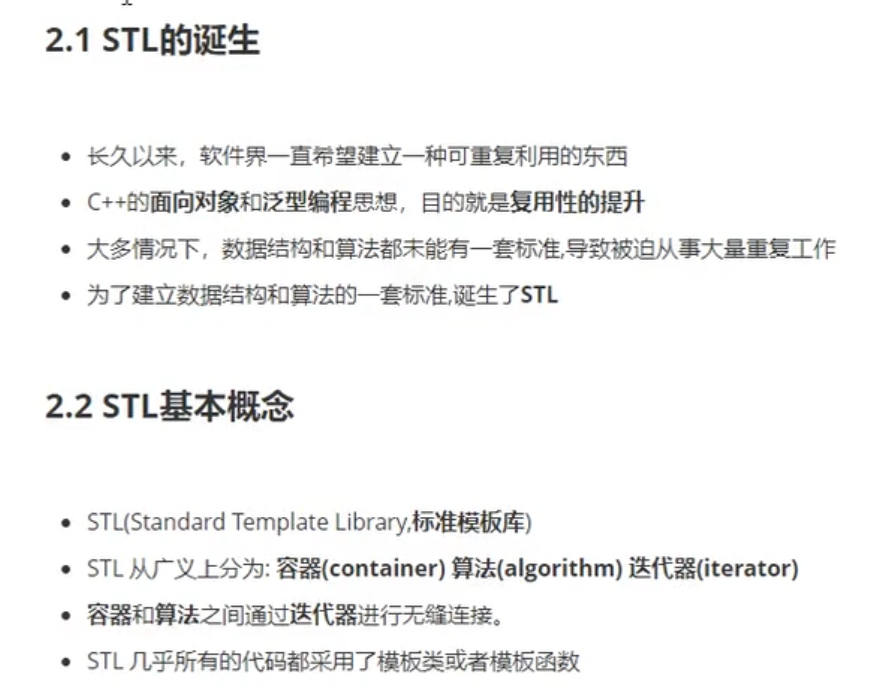 2.1 STL的诞生
长久以来，软件界一直希望建立一种可重复利用的东西
C++的面向对象和泛型编程思想，目的就是复用性的提升
大多情况下，数据结构和算法都未能有一套标准,导致被迫从事大量重复工作
为了建立数据结构和算法的一套标准,诞生了STL
2.2 STL基本概念
STL(Standard Template Library,标准模板库)
STL 从广义上分为: 容器(container) 算法(algorithm) 迭代器(iterator)
容器和算法之间通过迭代器进行无缝连接。
STL 几乎所有的代码都采用了模板类或者模板函数